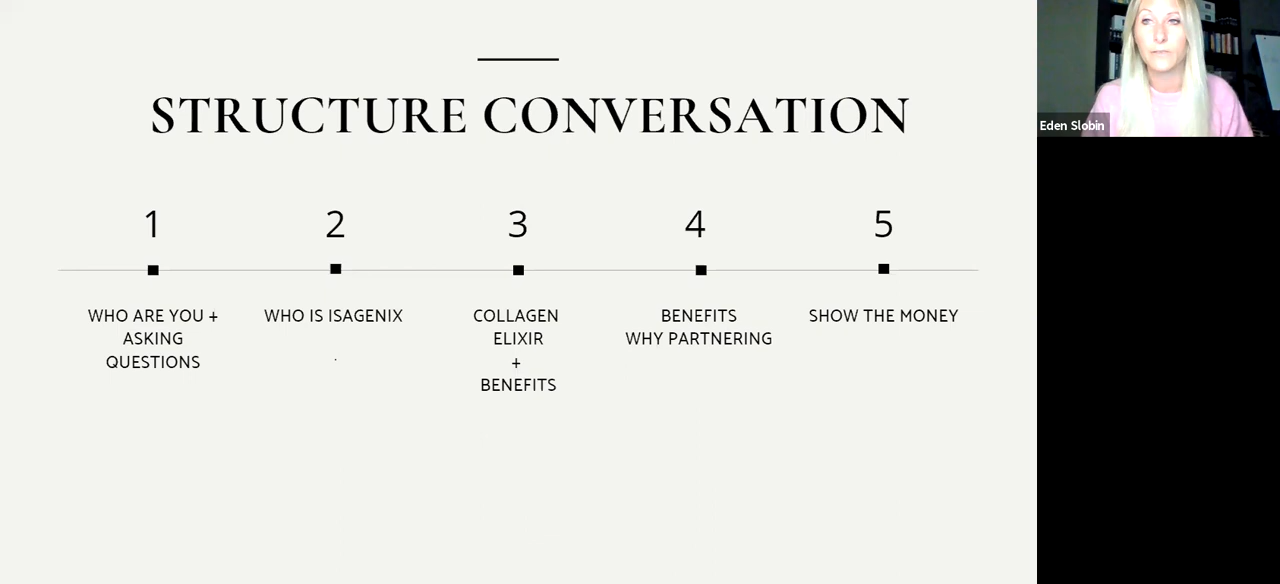 STRUCTURE CONVERSATION
1
2
3
4
5
WHO ARE YOU +
ASKING
QUESTIONS
WHO IS ISAGENIX
.
COLLAGEN
ELIXIR
+
BENEFITS
BENEFITS
WHY PARTNERING
SHOW THE MONEY
Eden Slobin